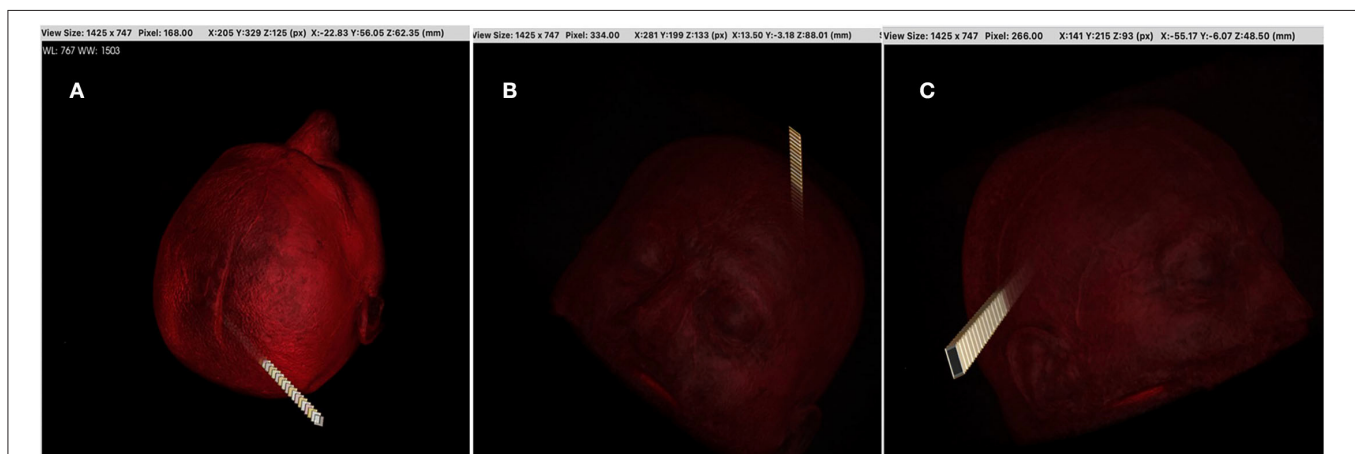 View Size: 1425 x 747 Pixel: 168.00 X:205 Y:329 Z:125 (px) X:-22.83 Y:56.05 Z:62.35 (mm)
WL: 767 WW: 1503
A
View Size: 1425 x 747 Pixel: 334.00 X:281 Y:199 Z:133 (px) X:13.50 Y:-3.18 Z:88.01 (mm)
B
View Size: 1425 x 747 Pixel: 266.00 X:141 Y:215 Z:93 (px) X:-55.17 Y:-6.07 Z:48.50 (mm)
C